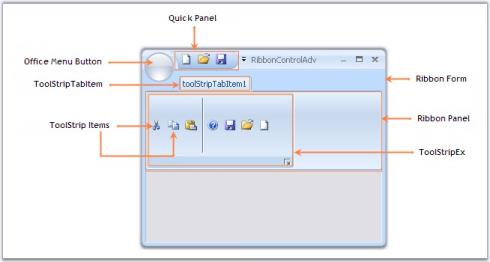 Quick Panel
Office Menu Button
RibbonControlAdv
ToolStripTabItem
toolStripTabItem1
Ribbon Form
ToolStrip Items
Ribbon Panel
ToolStripEx